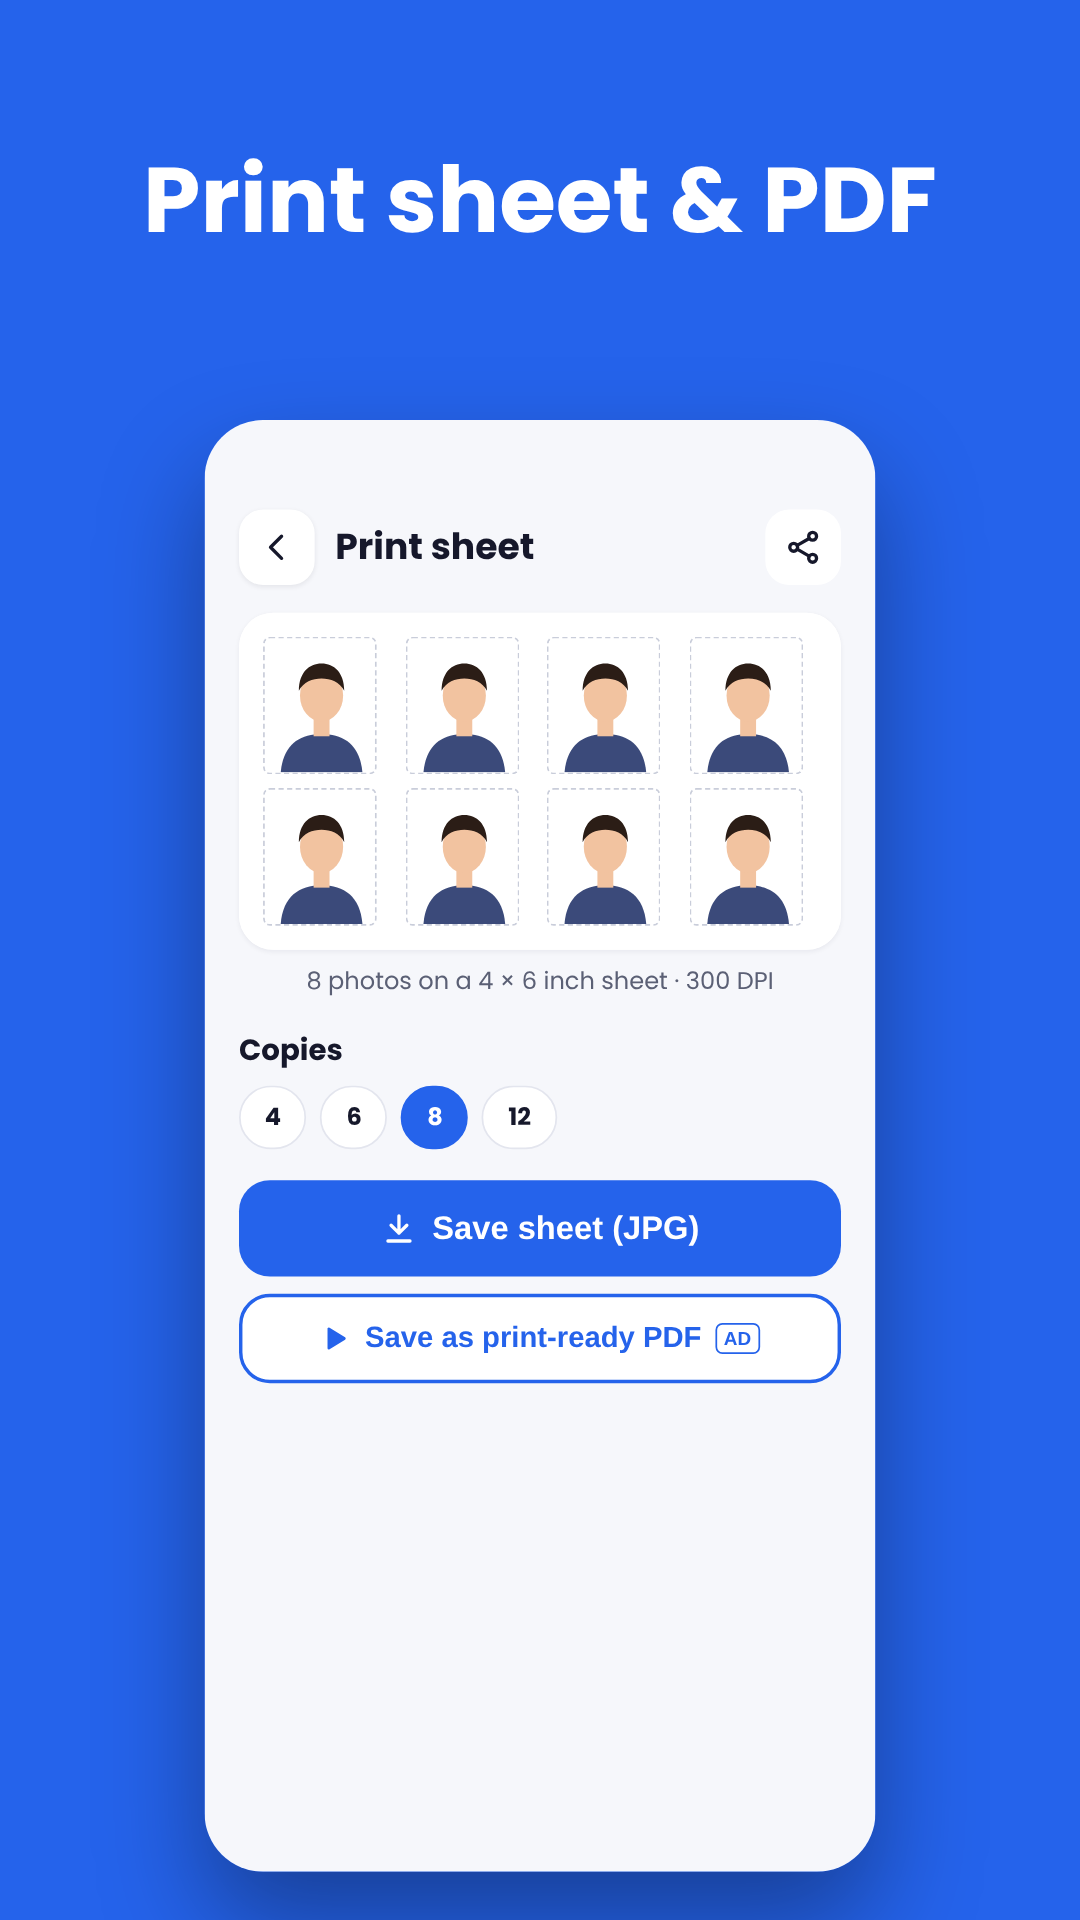 Print sheet & PDF
Print sheet
8 photos on a 4 × 6 inch sheet · 300 DPI
Copies
4 6 8 12
Save sheet (JPG)
Save as print-ready PDF AD